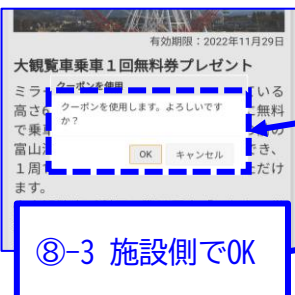 有効期限：2022年11月29日
大観覧車乗車１回無料券プレゼント
クーポンを使用
ミラ いる
高さ 無料
クーポンを使用します。よろしいです
か？
で乗 の
富山 でき、
OK キャンセル
１周 だけ
ます。
⑧-3 施設側でOK